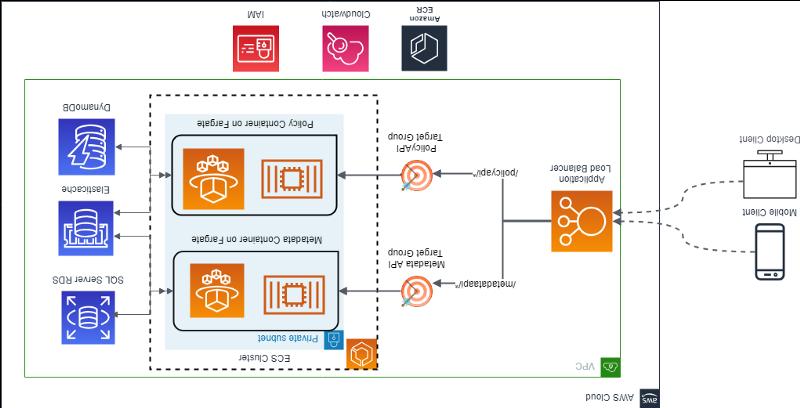 AWS Cloud
aws
VPC
ECS Cluster
Private subnet
Mobile Client
Desktop Client
Application
Load Balancer
/metadataapi/*
/policyapi/*
Metadata API
Target Group
PolicyAPI
Target Group
Metadata Container on Fargate
Policy Container on Fargate
SQL Server RDS
Elasticache
DynamoDB
Amazon
ECR
Cloudwatch
IAM